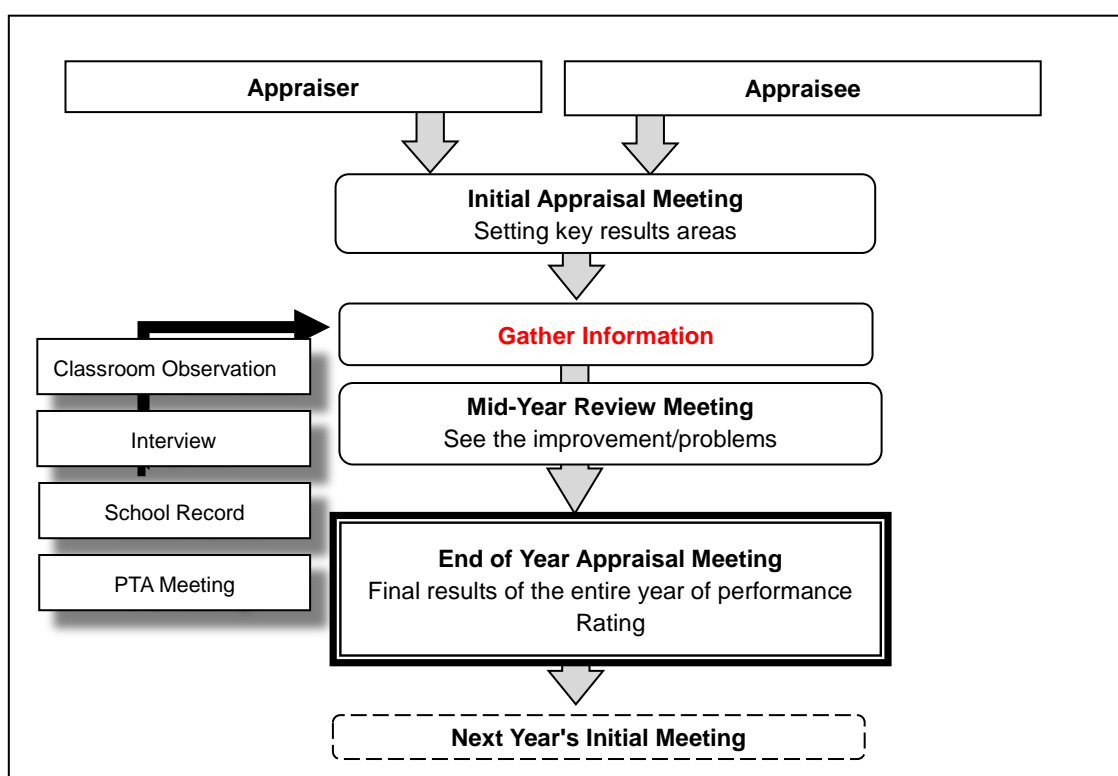 Appraiser
Appraisee
Initial Appraisal Meeting
Setting key results areas
Gather Information
Classroom Observation
Mid-Year Review Meeting
See the improvement/problems
Interview
School Record
PTA Meeting
End of Year Appraisal Meeting
Final results of the entire year of performance
Rating
Next Year's Initial Meeting